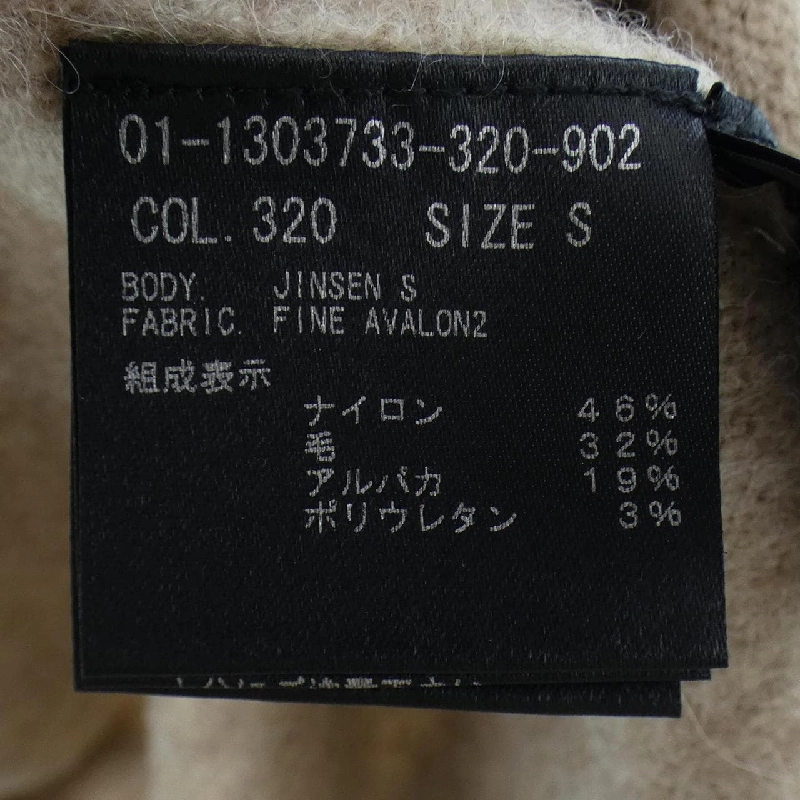 01-1303733-320-902
COL. 320 SIZE S
BODY. JINSEN S
FABRIC. FINE AVALON2
組成表示
ナイロン 46%
毛 32%
アルパカ 19%
ポリウレタン 3%